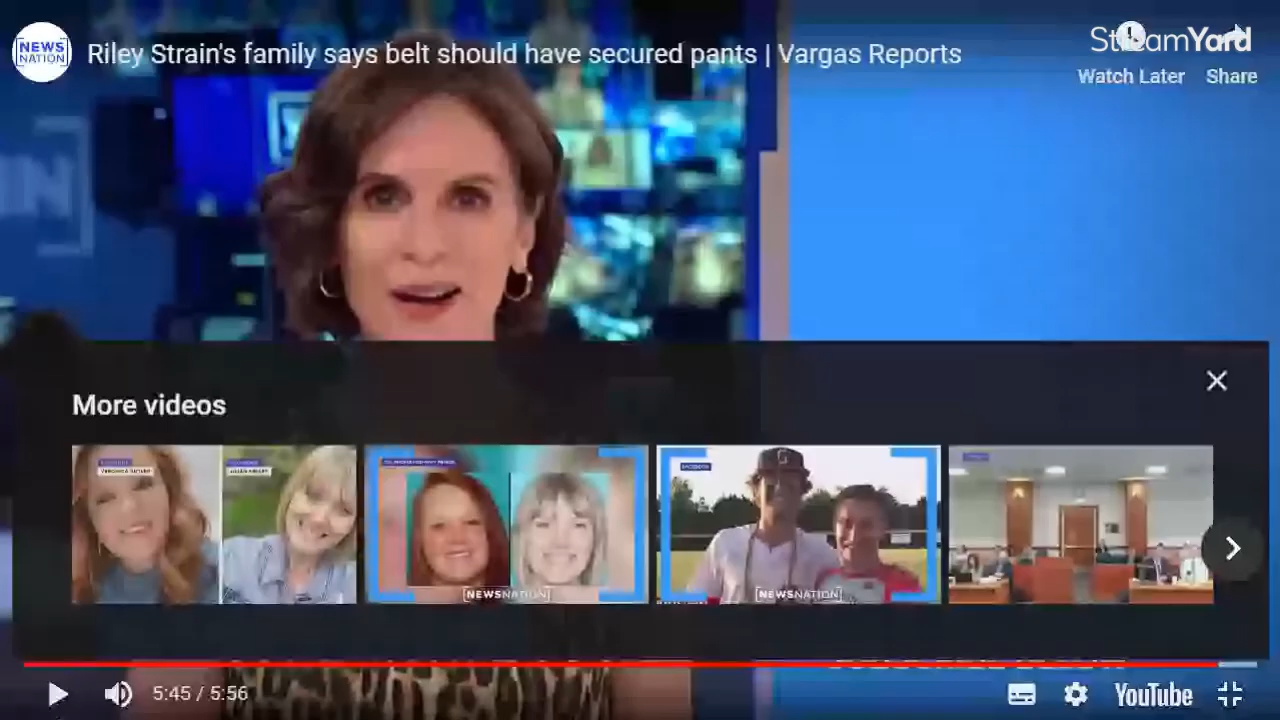 NEWS
NATION
Riley Strain's family says belt should have secured pants | Vargas Reports
StreamYard
Watch Later
Share
More videos
FACEBOOK
[NEWSNATION]
[NEWSNATION]
5:45 / 5:56
YouTube